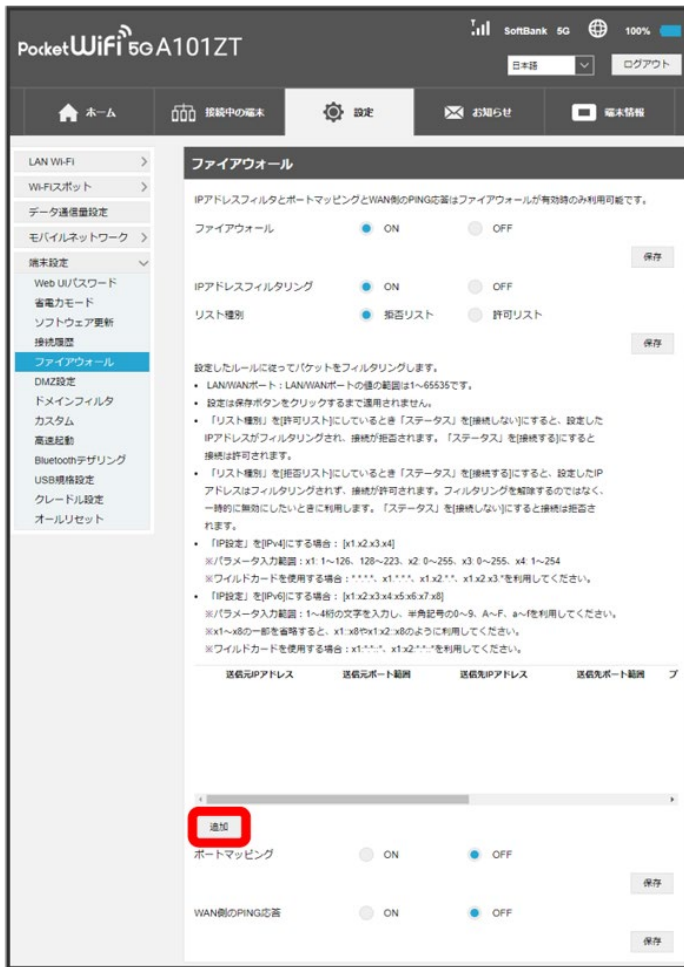 SoftBank 5G 100%
Pocket WiFi 5G A101ZT
日本語 ログアウト
ホーム 接続中の端末 設定 お知らせ 端末情報
LAN Wi-Fi
Wi-Fiスポット
データ通信量設定
モバイルネットワーク
端末設定
Web UIパスワード
省電力モード
ソフトウェア更新
接続履歴
ファイアウォール
DMZ設定
ドメインフィルタ
カスタム
高速起動
Bluetoothテザリング
USB規格設定
クレードル設定
オールリセット
ファイアウォール
IPアドレスフィルタとポートマッピングとWAN側のPING応答はファイアウォールが有効時のみ利用可能です。
ファイアウォール ON OFF
保存
IPアドレスフィルタリング ON OFF
リスト種別 拒否リスト 許可リスト
保存
設定したルールに従ってパケットをフィルタリングします。
• LAN/WANポート：LAN/WANポートの値の範囲は1～65535です。
• 設定は保存ボタンをクリックするまで適用されません。
• 「リスト種別」を[許可リスト]にしているとき「ステータス」を[接続しない]にすると、設定した
IPアドレスがフィルタリングされ、接続が拒否されます。「ステータス」を[接続する]にすると
接続は許可されます。
• 「リスト種別」を[拒否リスト]にしているとき「ステータス」を[接続する]にすると、設定したIP
アドレスはフィルタリングされず、接続が許可されます。フィルタリングを解除するのではなく、
一時的に無効にしたいときに利用します。「ステータス」を[接続しない]にすると接続は拒否さ
れます。
• 「IP設定」を[IPv4]にする場合： [x1.x2.x3.x4]
※パラメータ入力範囲：x1: 1～126、128～223、x2: 0～255、x3: 0～255、x4: 1～254
※ワイルドカードを使用する場合：*.*.*.*、x1.*.*.*、x1.x2.*.*、x1.x2.x3.*を利用してください。
• 「IP設定」を[IPv6]にする場合： [x1:x2:x3:x4:x5:x6:x7:x8]
※パラメータ入力範囲：1～4桁の文字を入力し、半角記号の0～9、A～F、a～fを利用してください。
※x1～x8の一部を省略すると、x1::x8やx1:x2::x8のように利用してください。
※ワイルドカードを使用する場合：を利用してください。
送信元IPアドレス 送信元ポート範囲 送信先IPアドレス 送信先ポート範囲 プ
追加
ポートマッピング ON OFF
保存
WAN側のPING応答 ON OFF
保存